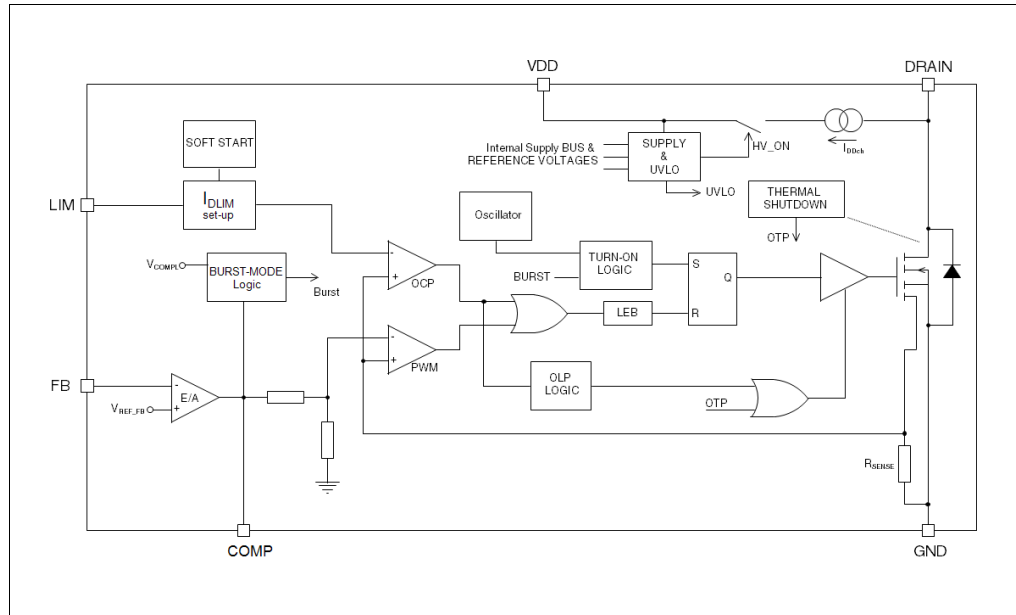 VDD
DRAIN
SOFT START
Internal Supply BUS &
REFERENCE VOLTAGES
SUPPLY
&
UVLO
HV_ON
IDDch
UVLO
THERMAL
SHUTDOWN
OTP
LIM
IDLIM
set-up
Oscillator
VCOMPL
BURST-MODE
Logic
Burst
-
+
OCP
TURN-ON
LOGIC
BURST
S
Q
R
LEB
-
+
PWM
FB
-
E/A
+
VREF_FB
OLP
LOGIC
OTP
RSENSE
COMP
GND